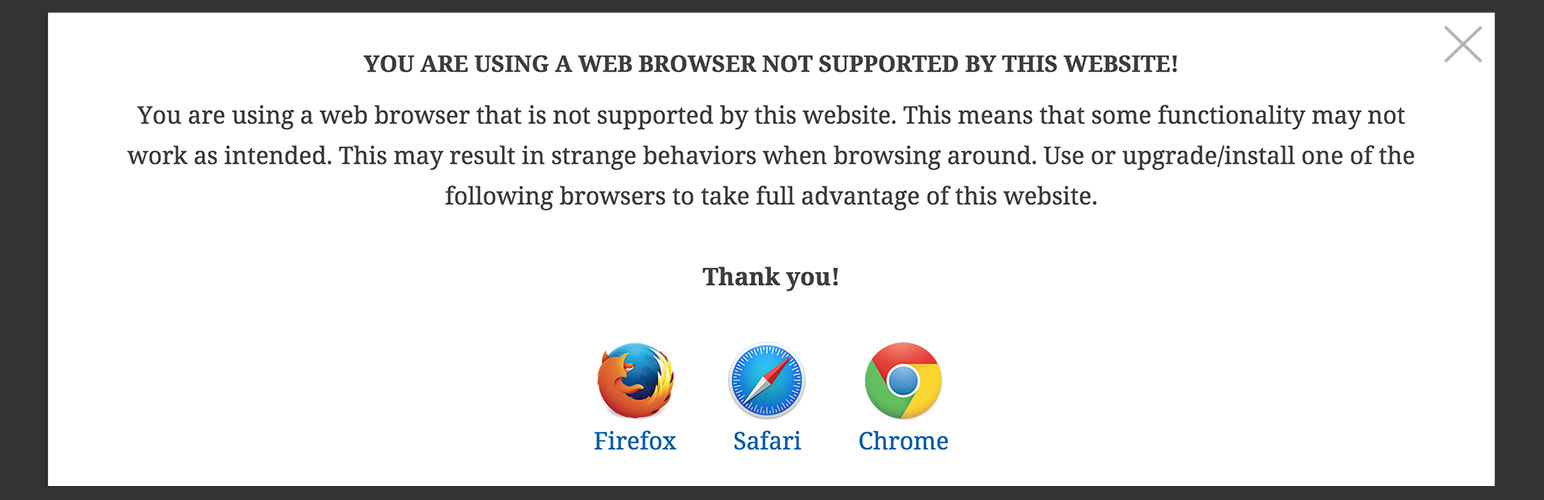 YOU ARE USING A WEB BROWSER NOT SUPPORTED BY THIS WEBSITE!
You are using a web browser that is not supported by this website. This means that some functionality may not
work as intended. This may result in strange behaviors when browsing around. Use or upgrade/install one of the
following browsers to take full advantage of this website.
Thank you!
Firefox Safari Chrome